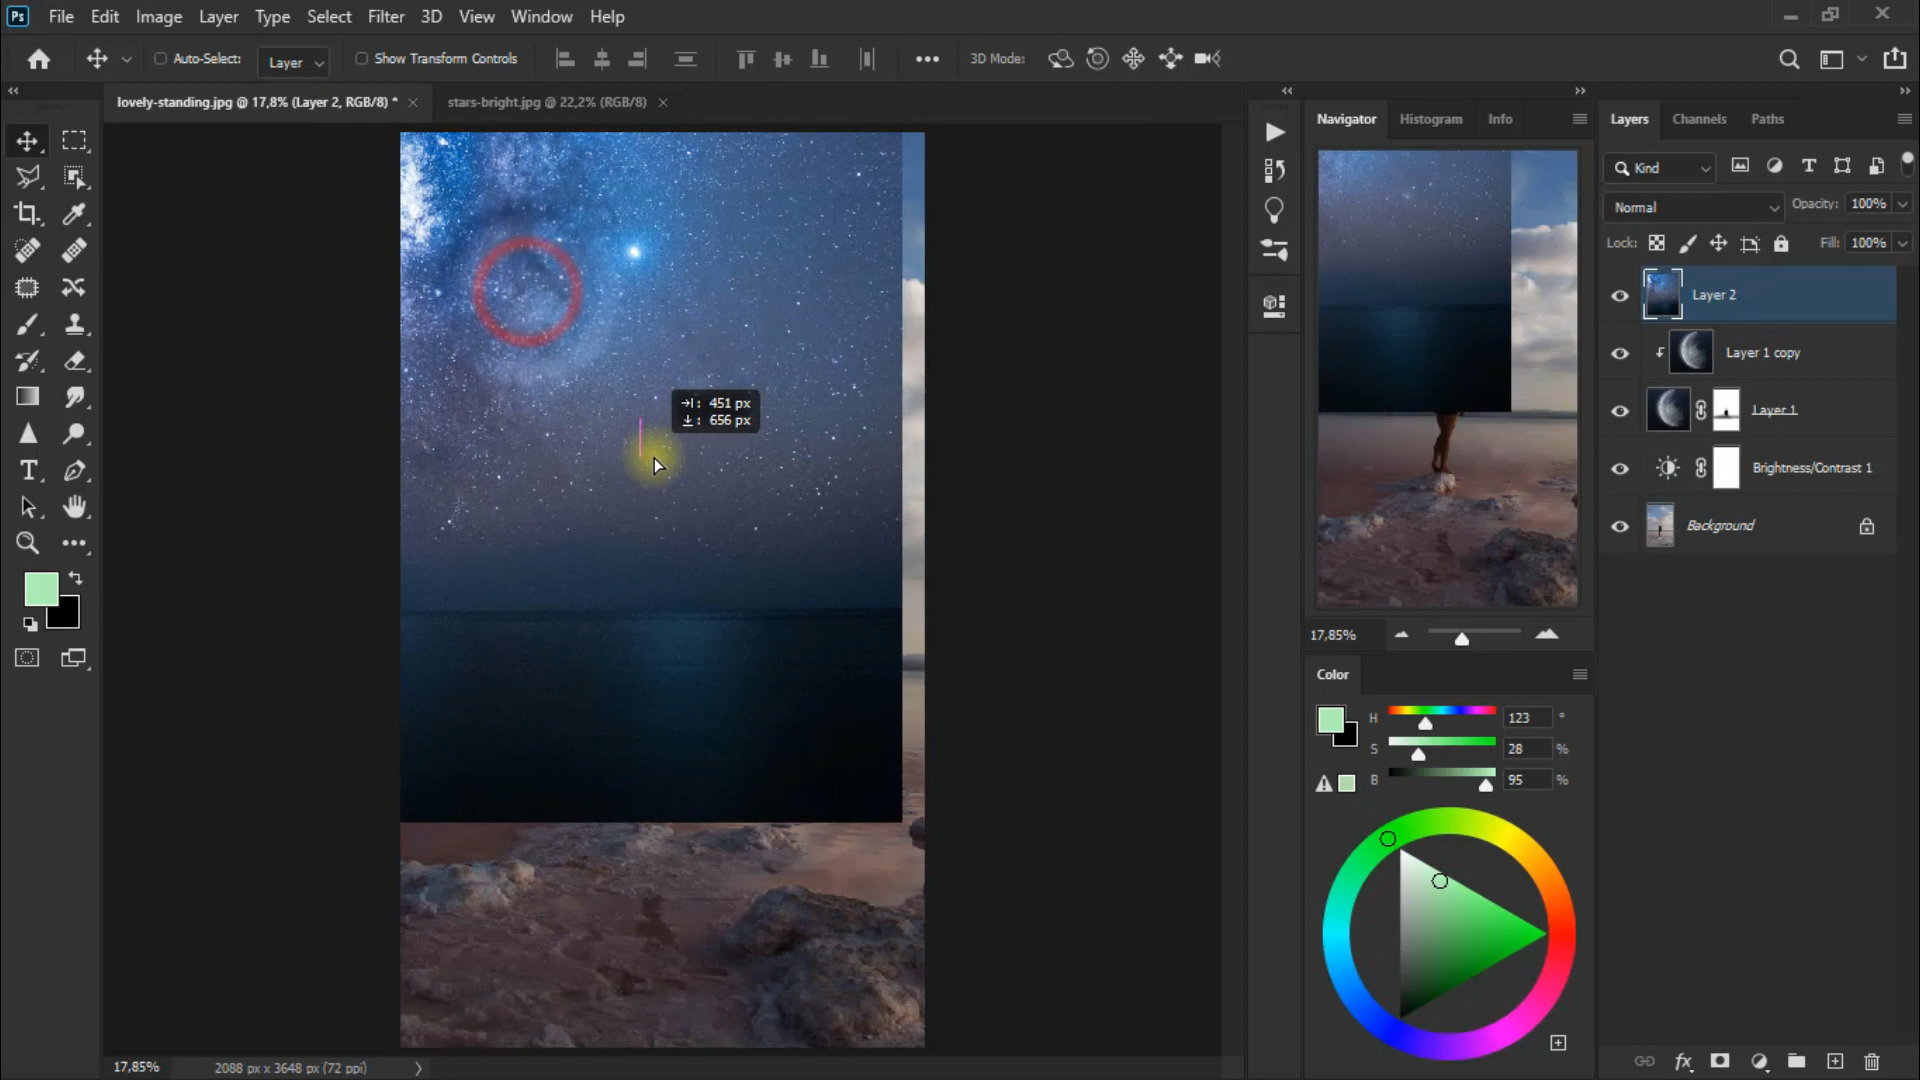 Ps File Edit Image Layer Type Select Filter 3D View Window Help
Auto-Select: Layer Show Transform Controls 3D Mode:
lovely-standing.jpg @ 17,8% (Layer 2, RGB/8) * stars-bright.jpg @ 22,2% (RGB/8)
451 px
656 px
17,85% 2088 px x 3648 px (72 ppi)
Navigator Histogram Info
17,85%
Color
H 123 °
S 28 %
B 95 %
Layers Channels Paths
Kind
Normal Opacity: 100%
Lock: Fill: 100%
Layer 2
Layer 1 copy
Layer 1
Brightness/Contrast 1
Background